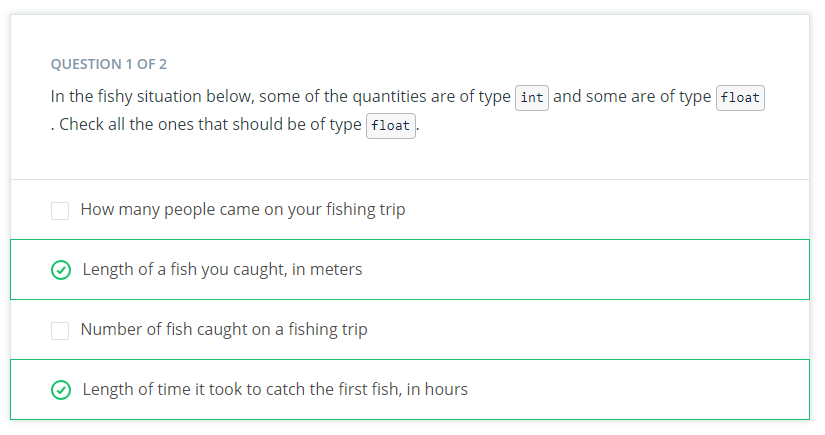 QUESTION 1 OF 2
In the fishy situation below, some of the quantities are of type int and some are of type float
. Check all the ones that should be of type float.
How many people came on your fishing trip
Length of a fish you caught, in meters
Number of fish caught on a fishing trip
Length of time it took to catch the first fish, in hours